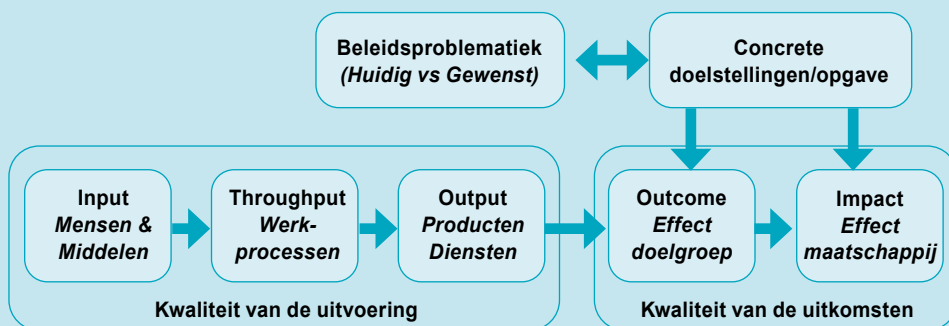 Beleidsproblematiek
(Huidig vs Gewenst)
Concrete
doelstellingen/opgave
Input
Mensen &
Middelen
Throughput
Werk-
processen
Output
Producten
Diensten
Outcome
Effect
doelgroep
Impact
Effect
maatschappij
Kwaliteit van de uitvoering
Kwaliteit van de uitkomsten